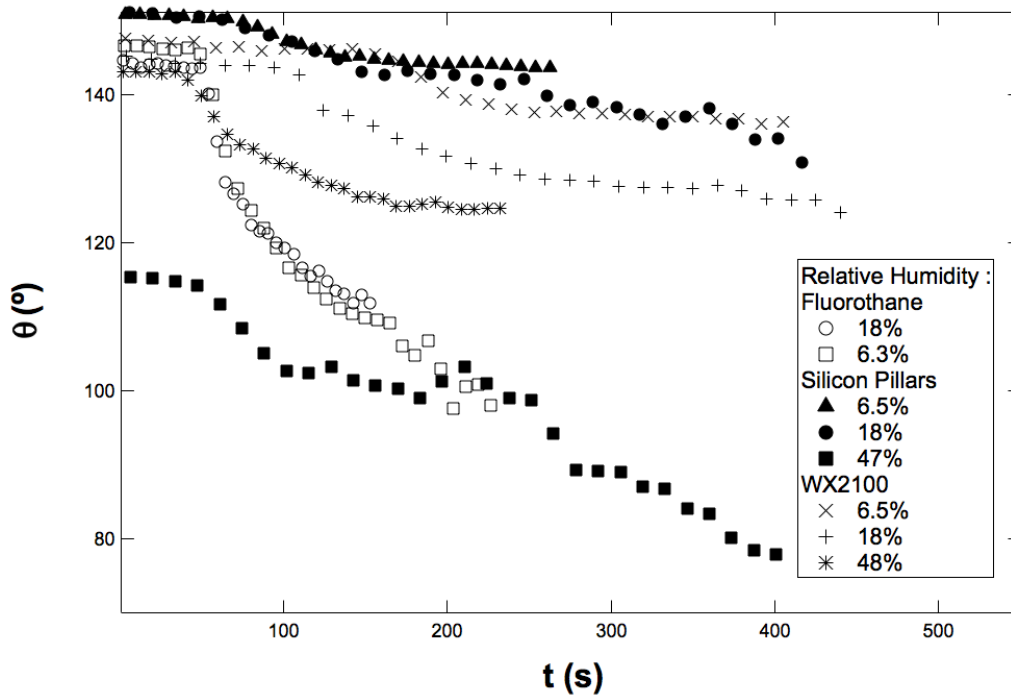 140
120
100
80
θ (º)
100
200
300
400
500
t (s)
Relative Humidity :
Fluorothane
18%
6.3%
Silicon Pillars
6.5%
18%
47%
WX2100
6.5%
18%
48%